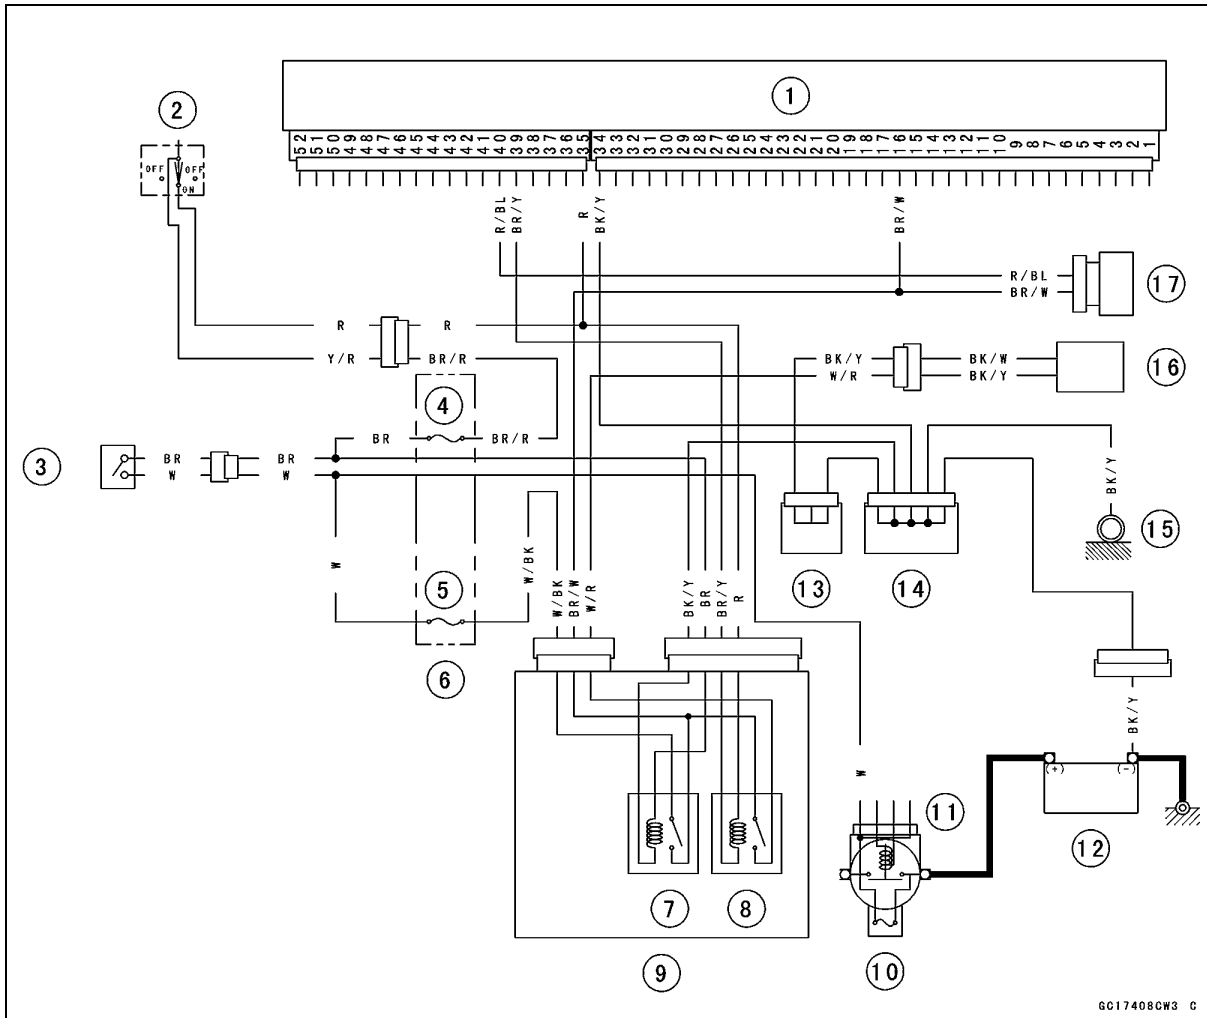 1
2
52 51 50 49 48 47 46 45 44 43 42 41 40 39 38 37 36 35 34 33 32 31 30 29 28 27 26 25 24 23 22 21 20 19 18 17 16 15 14 13 12 11 10 9 8 7 6 5 4 3 2 1
OFF OFF
ON
R/BL BR/Y R BK/Y BR/W
R/BL
BR/W
17
R R
Y/R BR/R
BK/Y BK/W
W/R BK/Y
16
4
BR BR/R
3
BR BR
W W
BK/Y
15
W
W/BK
5
W/BK BR/W W/R
BK/Y BR BR/Y R
13
14
6
BK/Y
W
(+) (-)
11
12
7
8
9
10
GC17408CW3 C